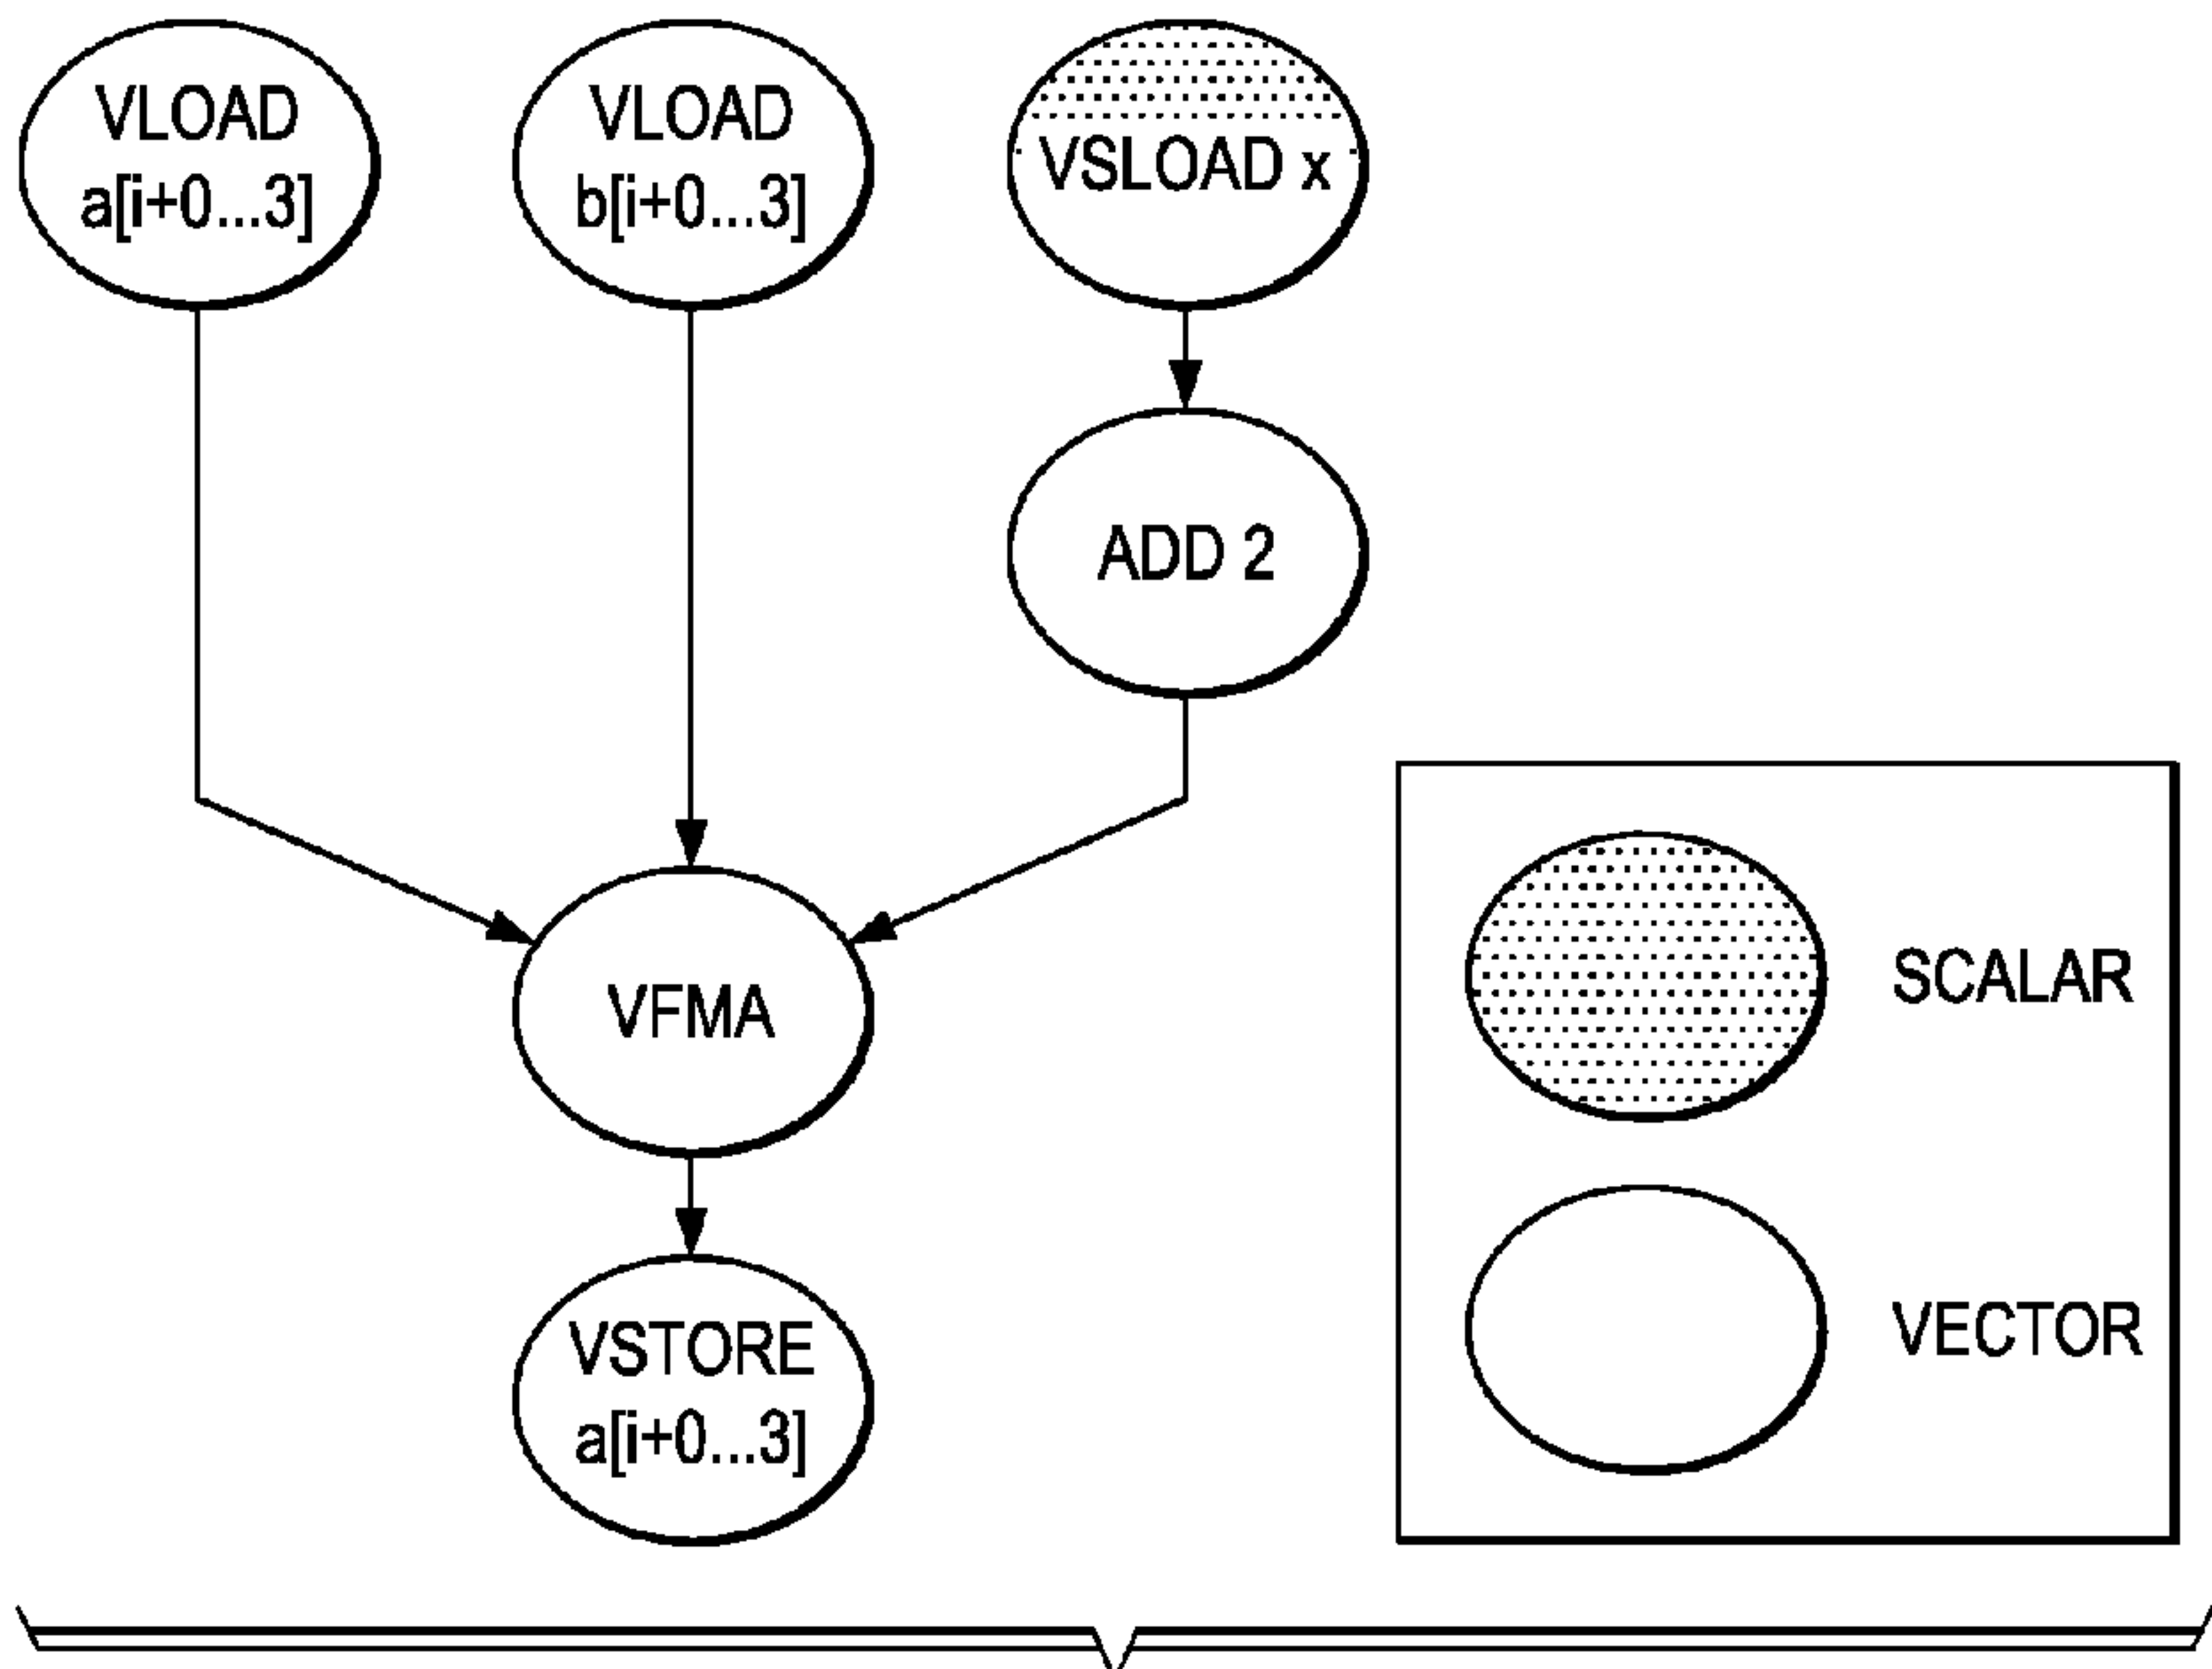 VLOAD
a[i+0...3]
VLOAD
b[i+0...3]
VSLOAD x
ADD 2
VFMA
VSTORE
a[i+0...3]
SCALAR
VECTOR